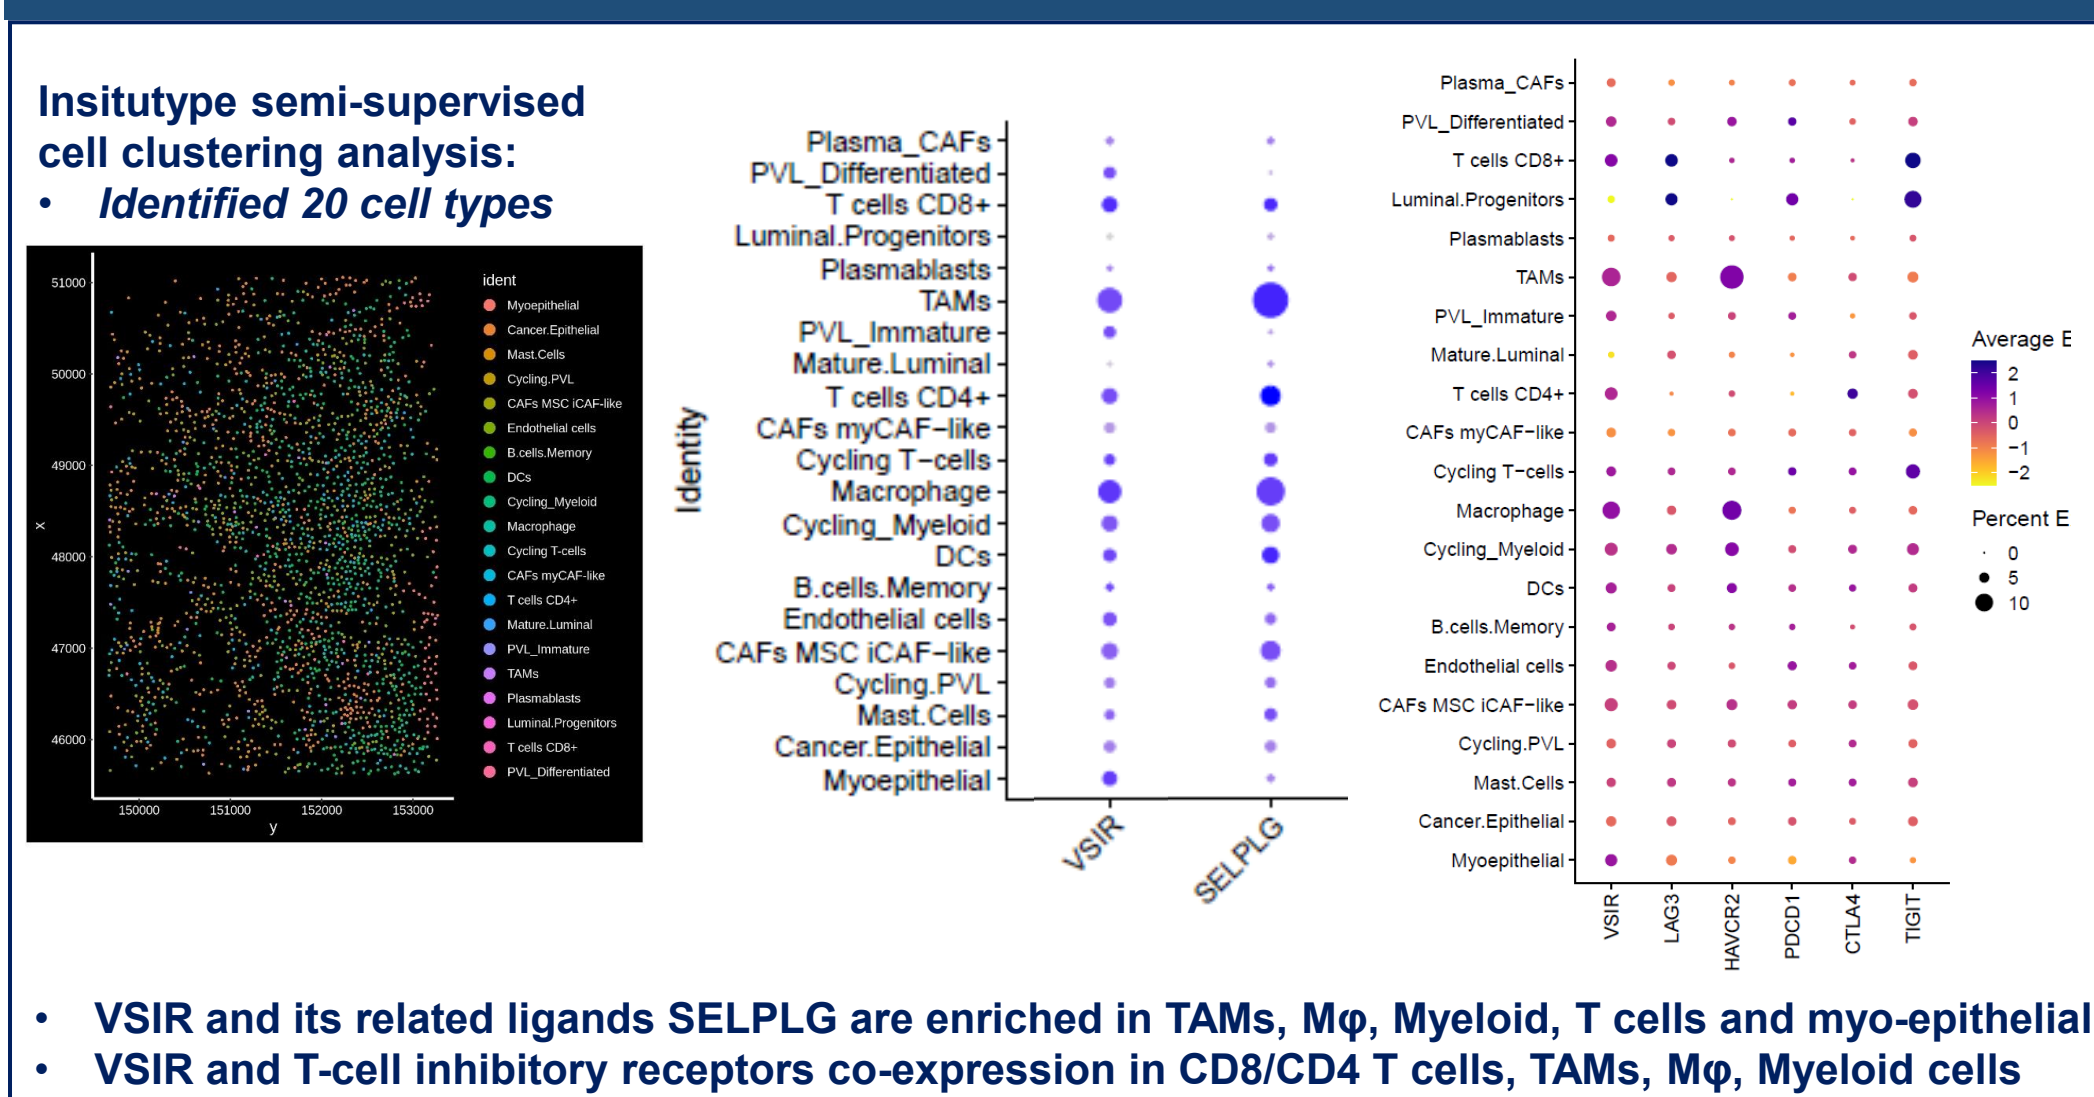 Insitutype semi-supervised
cell clustering analysis:
• Identified 20 cell types
51000
50000
49000
48000
47000
46000
x
150000 151000 152000 153000
y
ident
Myoepithelial
Cancer.Epithelial
Mast.Cells
Cycling.PVL
CAFs MSC iCAF-like
Endothelial cells
B.cells.Memory
DCs
Cycling_Myeloid
Macrophage
Cycling T-cells
CAFs myCAF-like
T cells CD4+
Mature.Luminal
PVL_Immature
TAMs
Plasmablasts
Luminal.Progenitors
T cells CD8+
PVL_Differentiated
Identity
Plasma_CAFs
PVL_Differentiated
T cells CD8+
Luminal.Progenitors
Plasmablasts
TAMs
PVL_Immature
Mature.Luminal
T cells CD4+
CAFs myCAF−like
Cycling T−cells
Macrophage
Cycling_Myeloid
DCs
B.cells.Memory
Endothelial cells
CAFs MSC iCAF−like
Cycling.PVL
Mast.Cells
Cancer.Epithelial
Myoepithelial
VSIR SELPLG
Plasma_CAFs
PVL_Differentiated
T cells CD8+
Luminal.Progenitors
Plasmablasts
TAMs
PVL_Immature
Mature.Luminal
T cells CD4+
CAFs myCAF−like
Cycling T−cells
Macrophage
Cycling_Myeloid
DCs
B.cells.Memory
Endothelial cells
CAFs MSC iCAF−like
Cycling.PVL
Mast.Cells
Cancer.Epithelial
Myoepithelial
VSIR LAG3 HAVCR2 PDCD1 CTLA4 TIGIT
Average E
2
1
0
−1
−2
Percent E
0
5
10
• VSIR and its related ligands SELPLG are enriched in TAMs, Mφ, Myeloid, T cells and myo-epithelial
• VSIR and T-cell inhibitory receptors co-expression in CD8/CD4 T cells, TAMs, Mφ, Myeloid cells